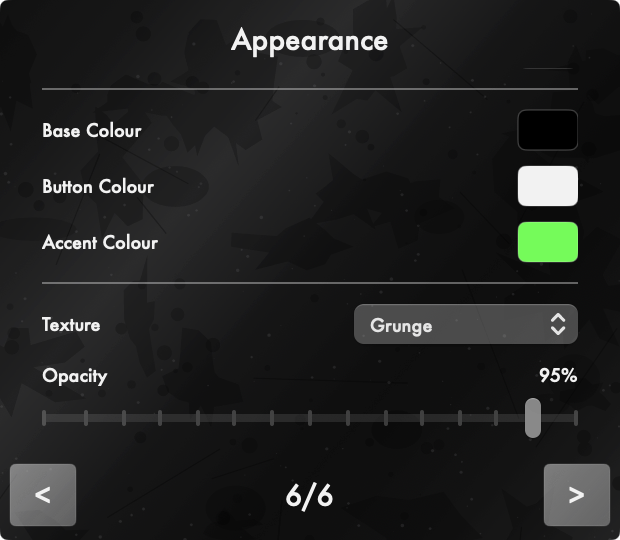 Appearance
Base Colour
Button Colour
Accent Colour
Texture Grunge
Opacity 95%
< 6/6 >